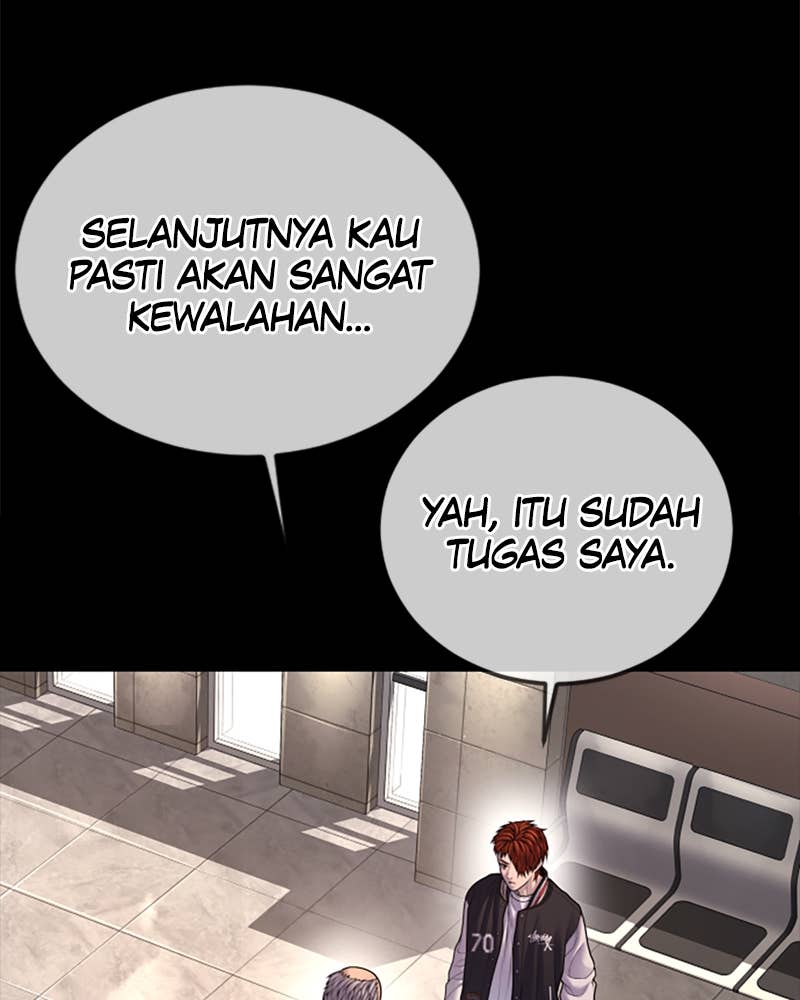 SELANJUTNYA KAU
PASTI AKAN SANGAT
KEWALAHAN...
YAH, ITU SUDAH
TUGAS SAYA.
70